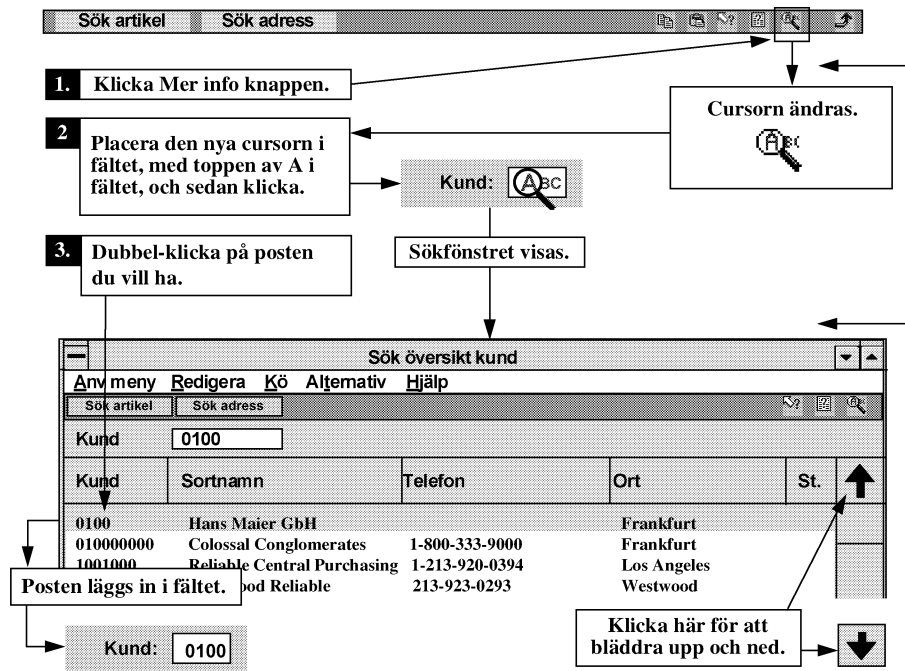 Sök artikel Sök adress
1. Klicka Mer info knappen.
Cursorn ändras.
ABC
2 Placera den nya cursorn i
fältet, med toppen av A i
fältet, och sedan klicka.
Kund: ABC
3. Dubbel-klicka på posten
du vill ha.
Sökfönstret visas.
Sök översikt kund
Anv meny Redigera Kö Alternativ Hjälp
Sök artikel Sök adress
Kund 0100
Kund Sortnamn Telefon Ort St.
0100 Hans Maier GbH Frankfurt
010000000 Colossal Conglomerates 1-800-333-9000 Frankfurt
1001000 Reliable Central Purchasing 1-213-920-0394 Los Angeles
ood Reliable 213-923-0293 Westwood
Posten läggs in i fältet.
Klicka här för att
bläddra upp och ned.
Kund: 0100